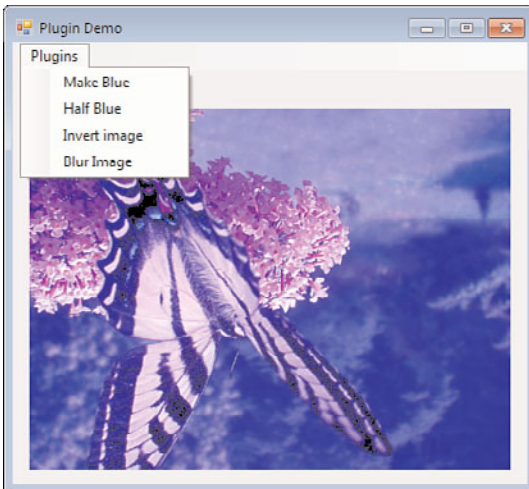 Plugin Demo
Plugins
Make Blue
Half Blue
Invert image
Blur Image